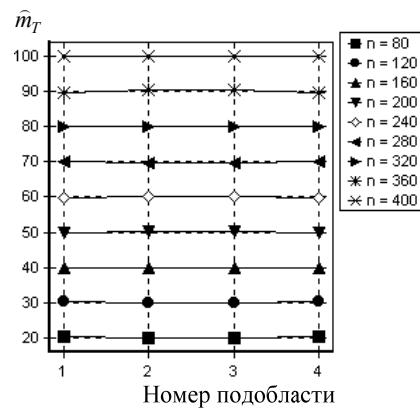 m̂_T
100
90
80
70
60
50
40
30
20
1 2 3 4
Номер подобласти
n = 80
n = 120
n = 160
n = 200
n = 240
n = 280
n = 320
n = 360
n = 400